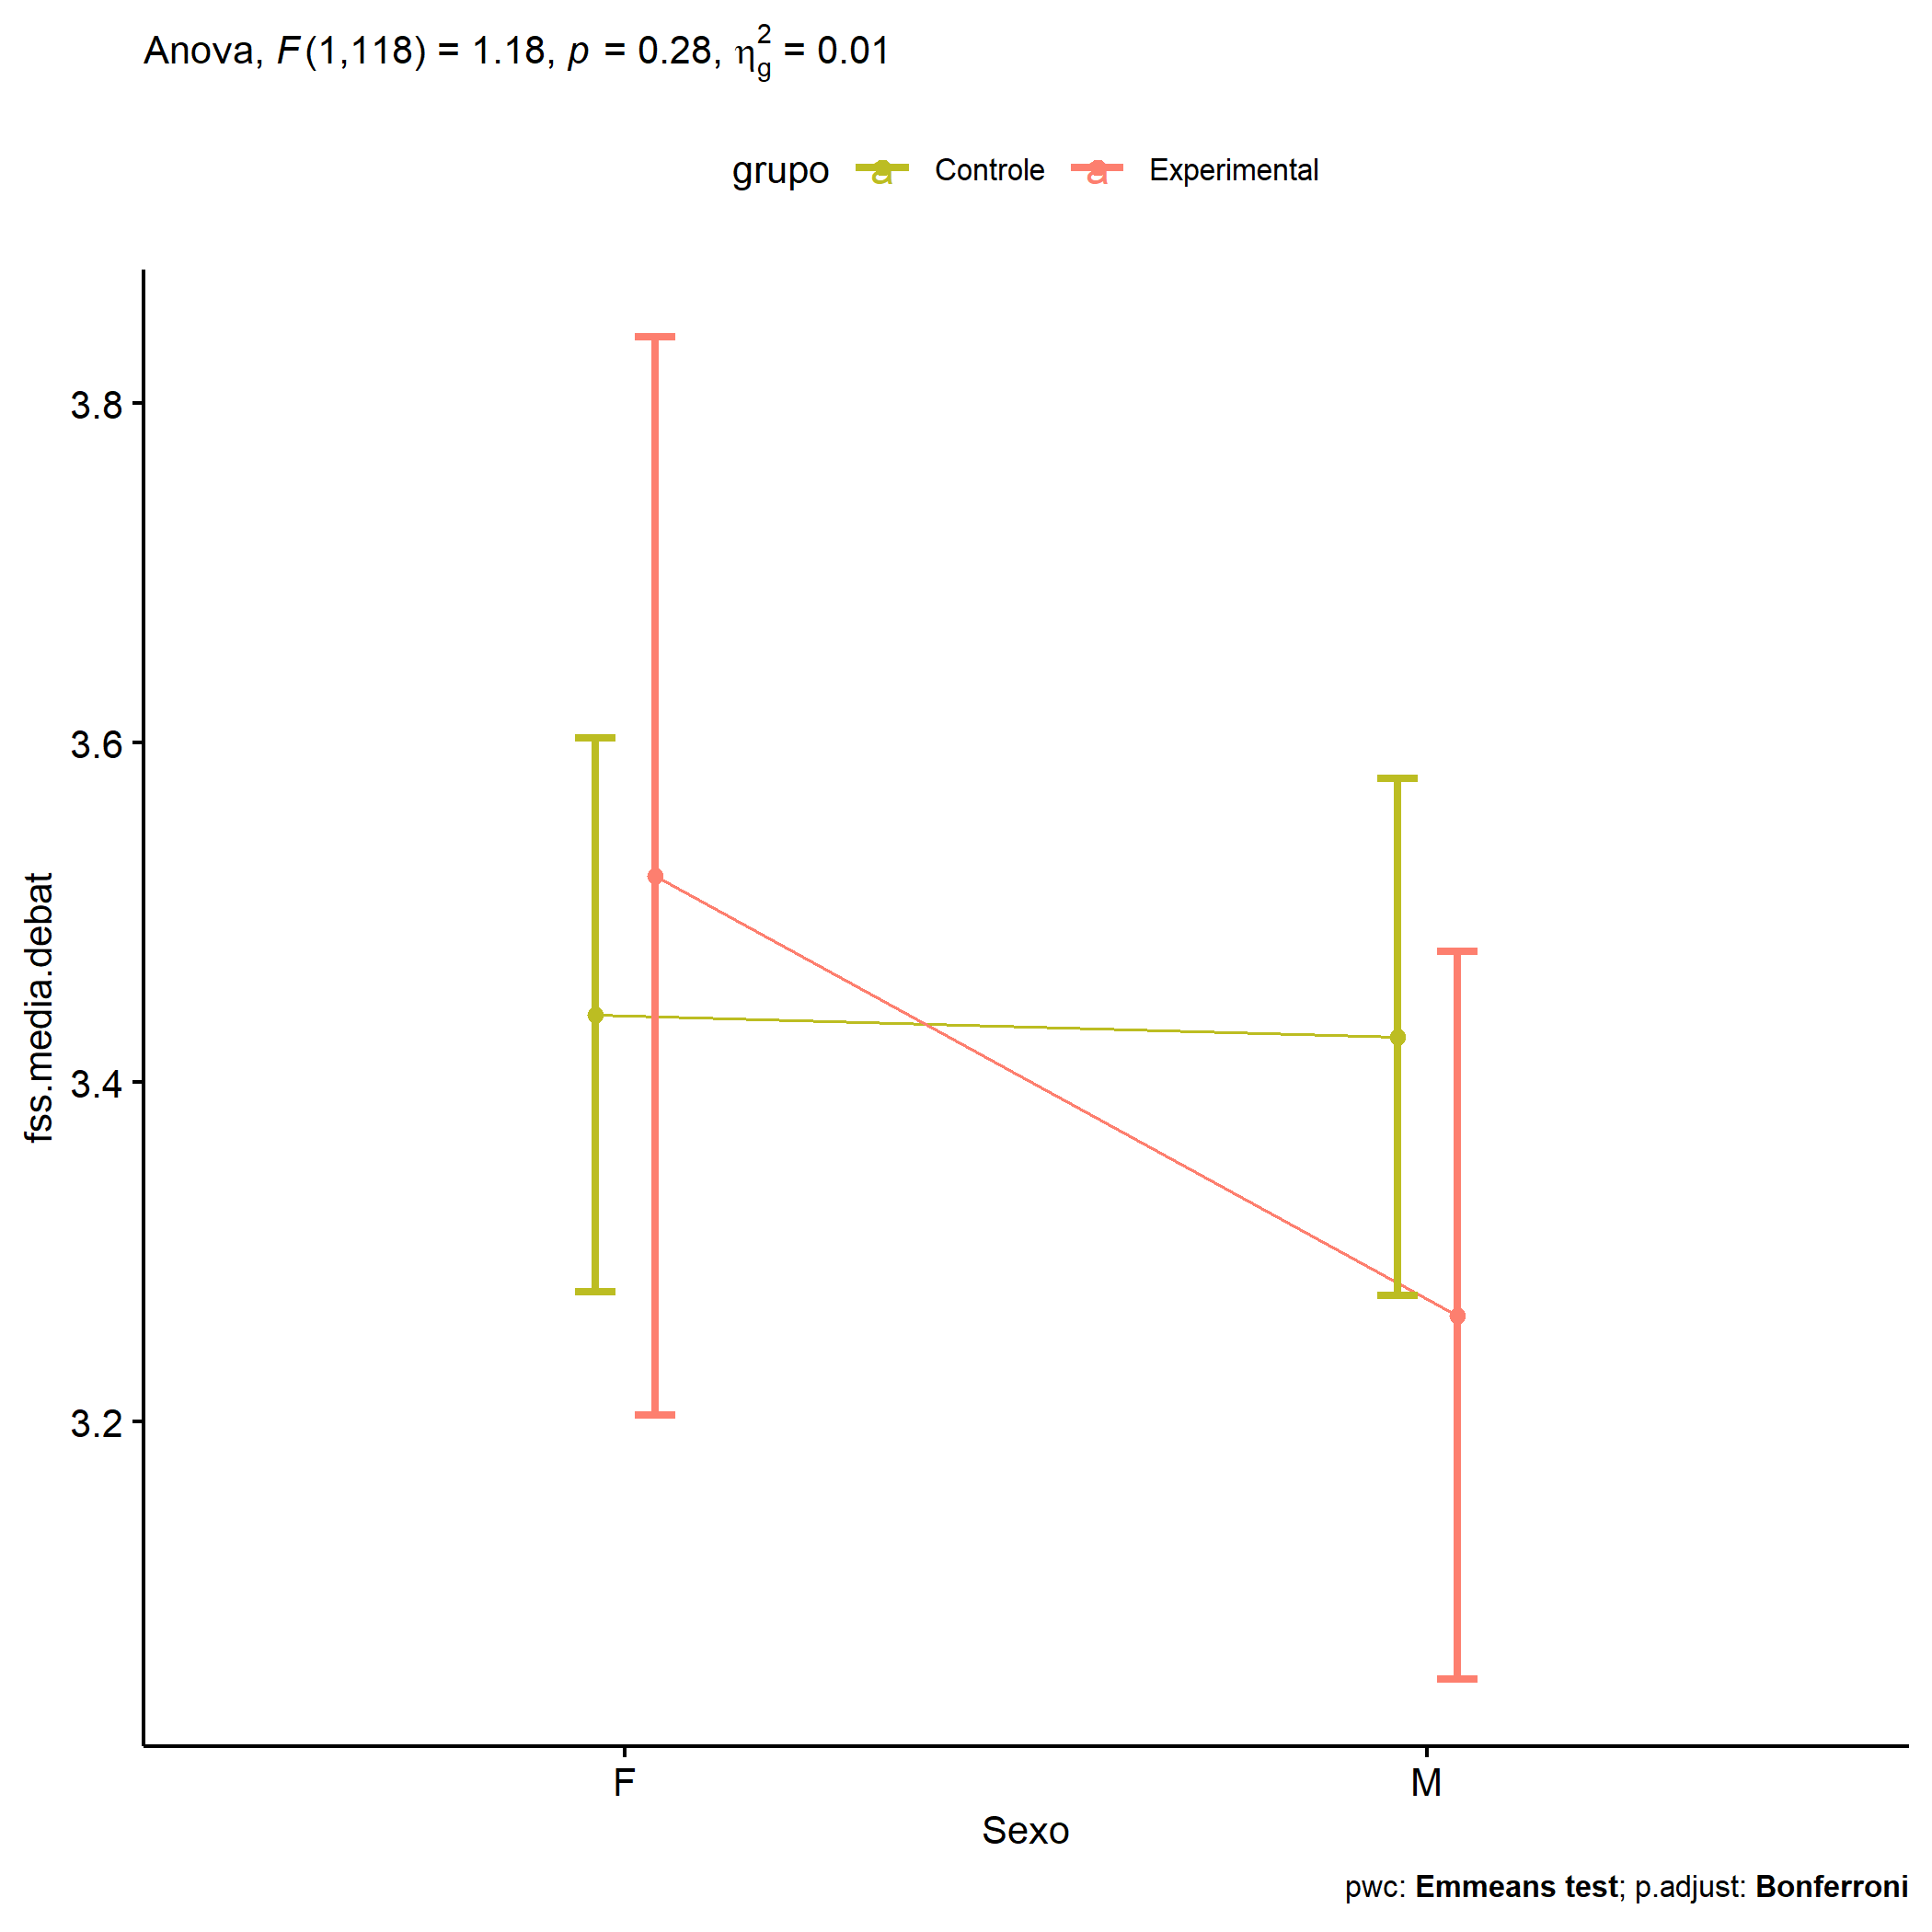 Anova, F(1,118) = 1.18, p = 0.28, η²g = 0.01
grupo a Controle a Experimental
3.8
3.6
3.4
3.2
fss.media.debat
F M
Sexo
pwc: Emmeans test; p.adjust: Bonferroni